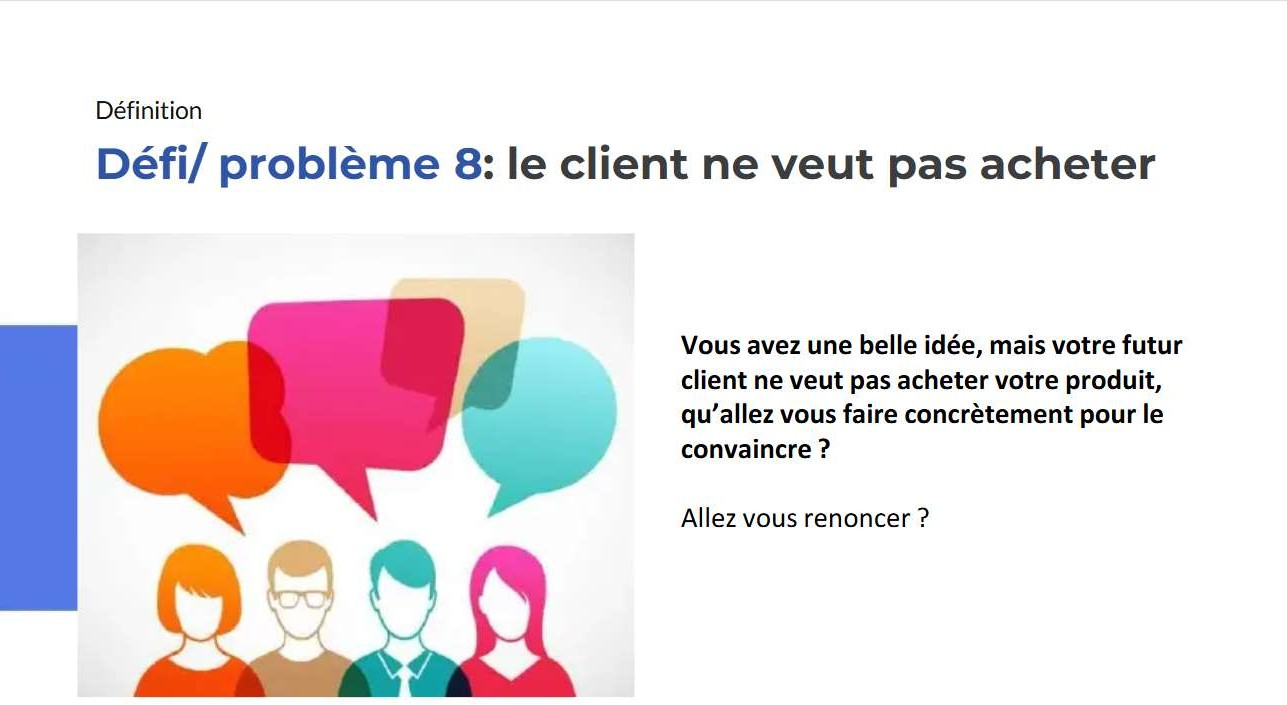 Définition
Défi/ problème 8: le client ne veut pas acheter
Vous avez une belle idée, mais votre futur
client ne veut pas acheter votre produit,
qu’allez vous faire concrètement pour le
convaincre ?
Allez vous renoncer ?